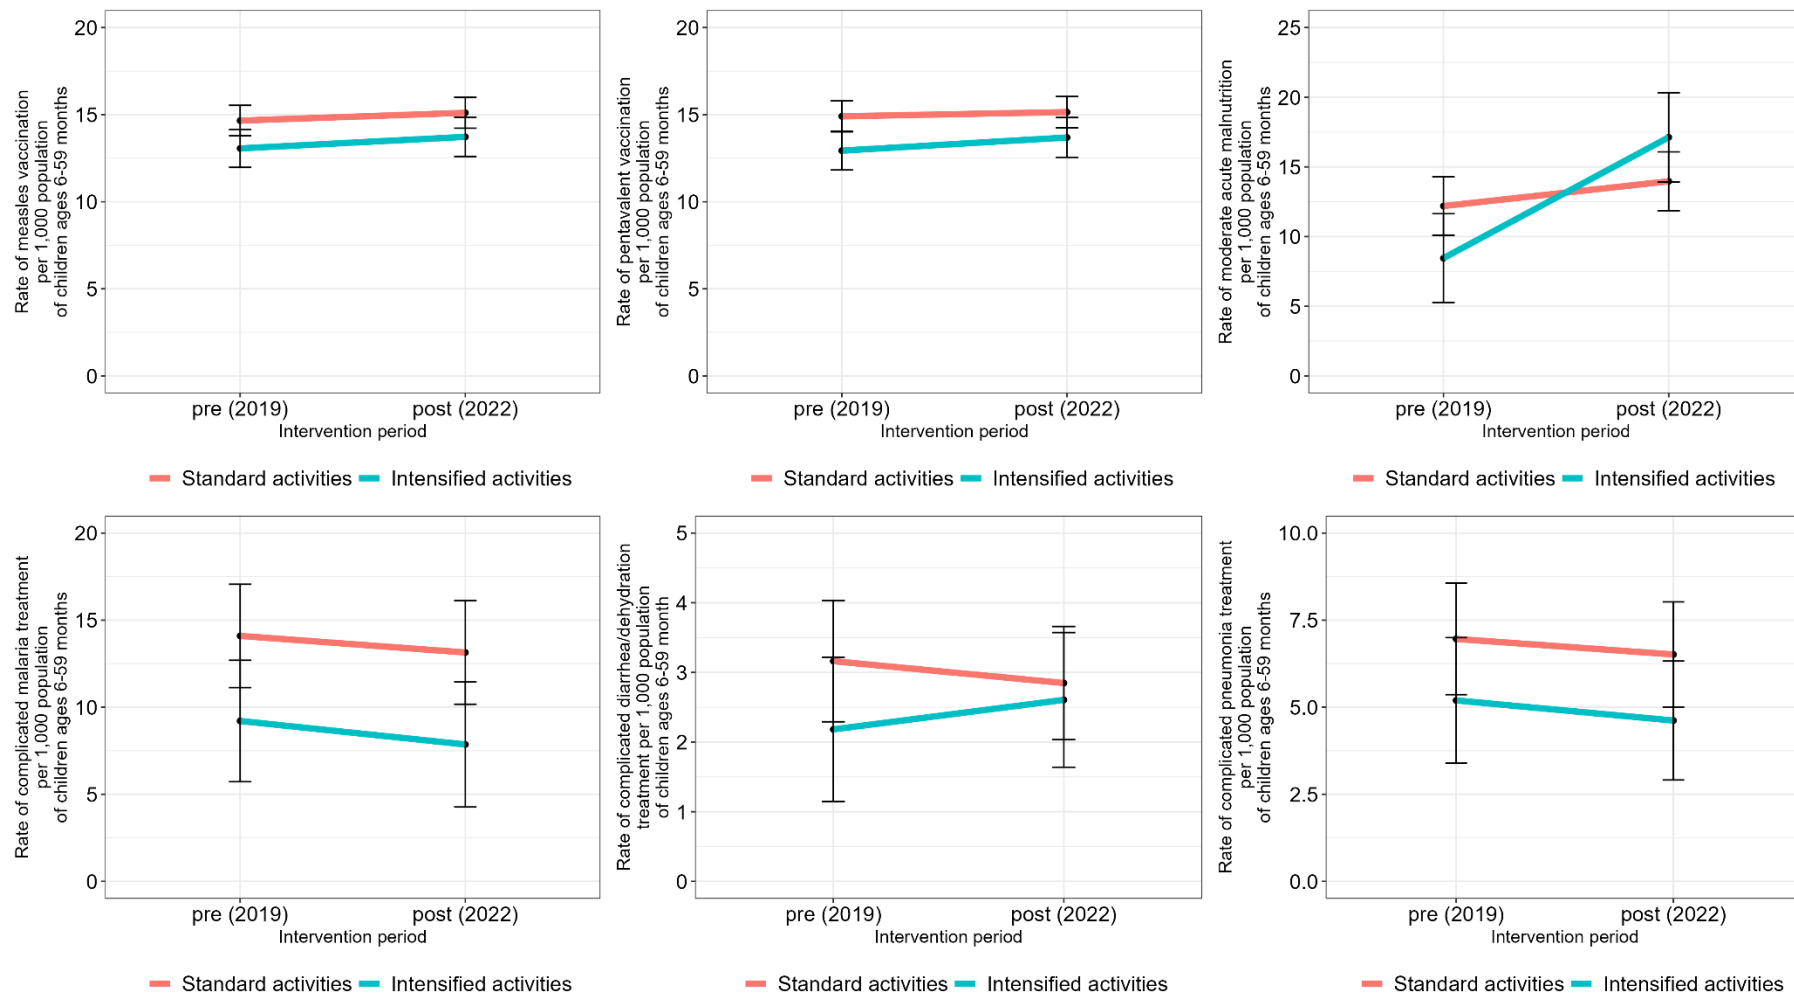 Rate of measles vaccination
per 1,000 population
of children ages 6-59 months
20
15
10
5
0
pre (2019)
post (2022)
Intervention period
Standard activities
Intensified activities
Rate of pentavalent vaccination
per 1,000 population
of children ages 6-59 months
20
15
10
5
0
pre (2019)
post (2022)
Intervention period
Standard activities
Intensified activities
Rate of moderate acute malnutrition
per 1,000 population
of children ages 6-59 months
25
20
15
10
5
0
pre (2019)
post (2022)
Intervention period
Standard activities
Intensified activities
Rate of complicated malaria treatment
per 1,000 population
of children ages 6-59 months
20
15
10
5
0
pre (2019)
post (2022)
Intervention period
Standard activities
Intensified activities
Rate of complicated diarrhea/dehydration
treatment per 1,000 population
of children ages 6-59 month
5
4
3
2
1
0
pre (2019)
post (2022)
Intervention period
Standard activities
Intensified activities
Rate of complicated pneumonia treatment
per 1,000 population
of children ages 6-59 months
10.0
7.5
5.0
2.5
0.0
pre (2019)
post (2022)
Intervention period
Standard activities
Intensified activities